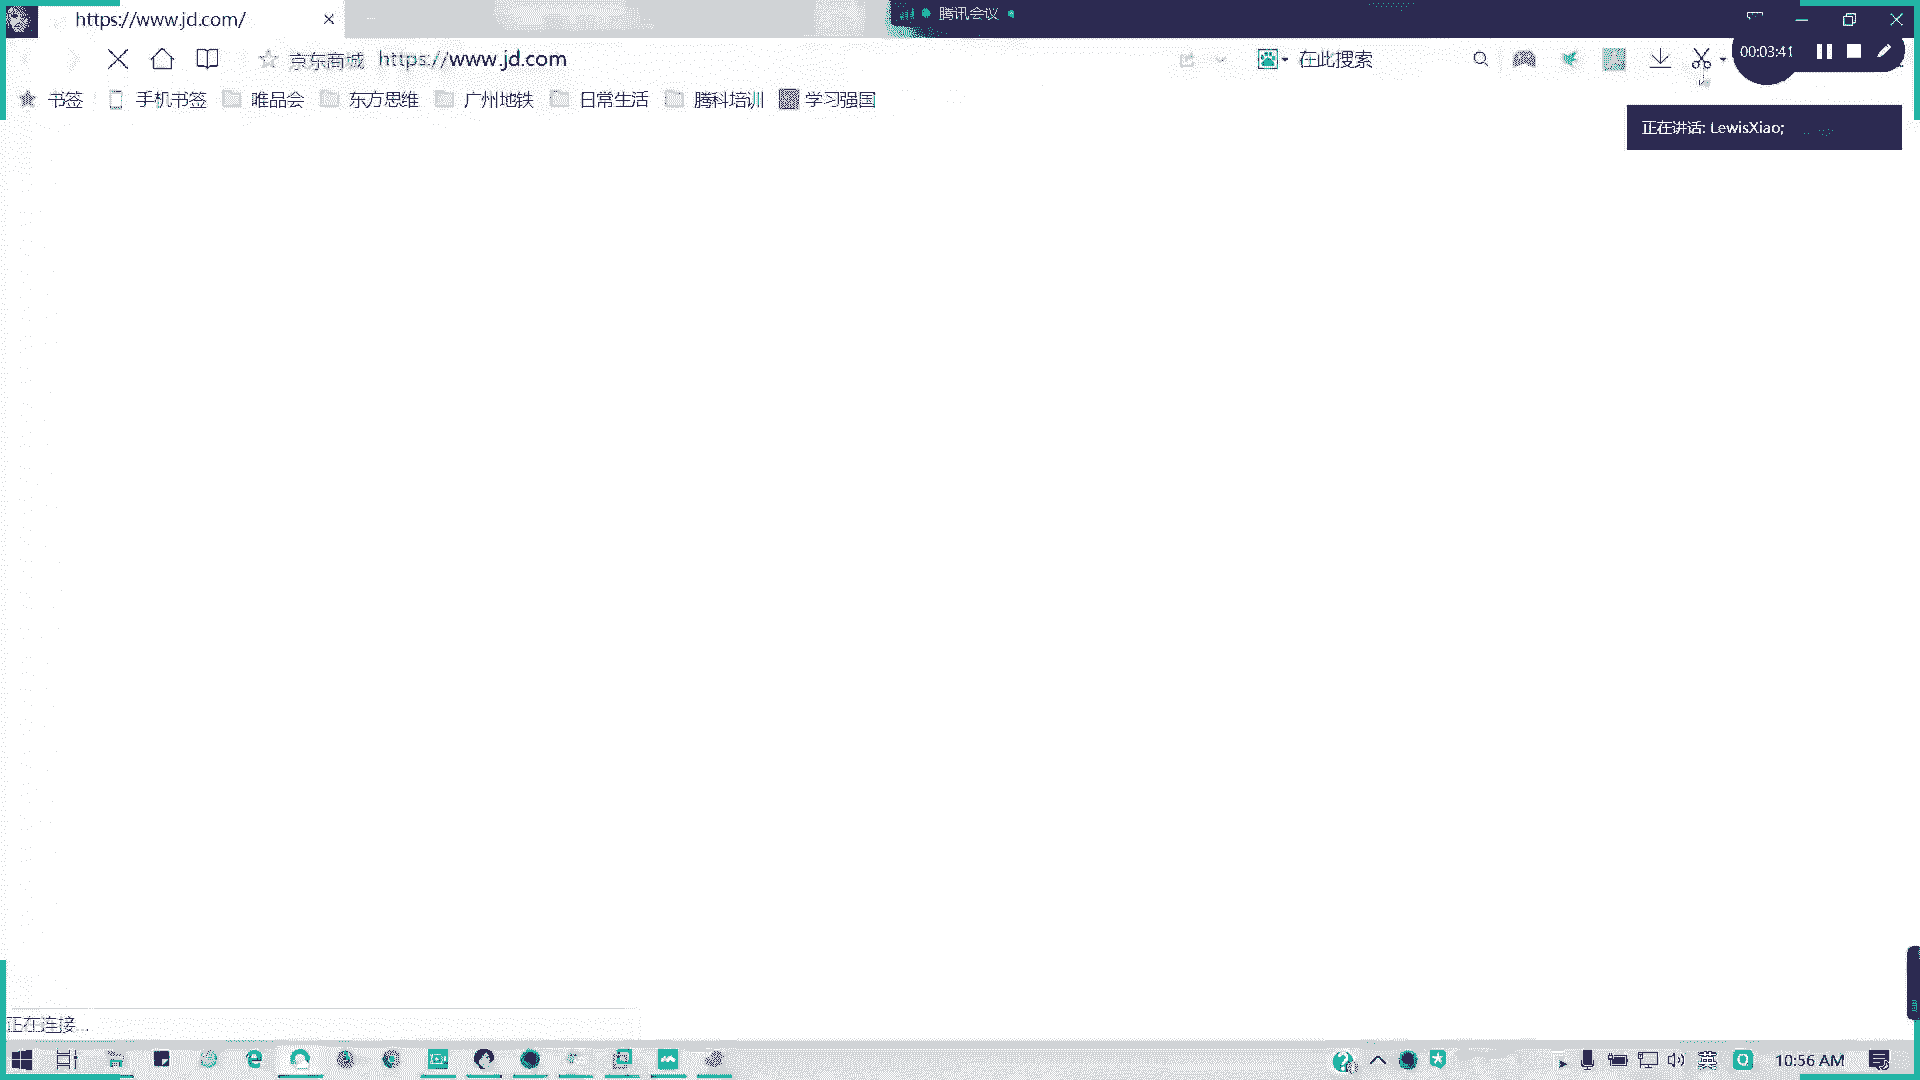 https://www.jd.com/
腾讯会议
京东商城 https://www.jd.com
在此搜索
00:03:41
书签 手机书签 唯品会 东方思维 广州地铁 日常生活 腾科培训 学习强国
正在讲话: LewisXiao;
正在连接...
英
10:56 AM